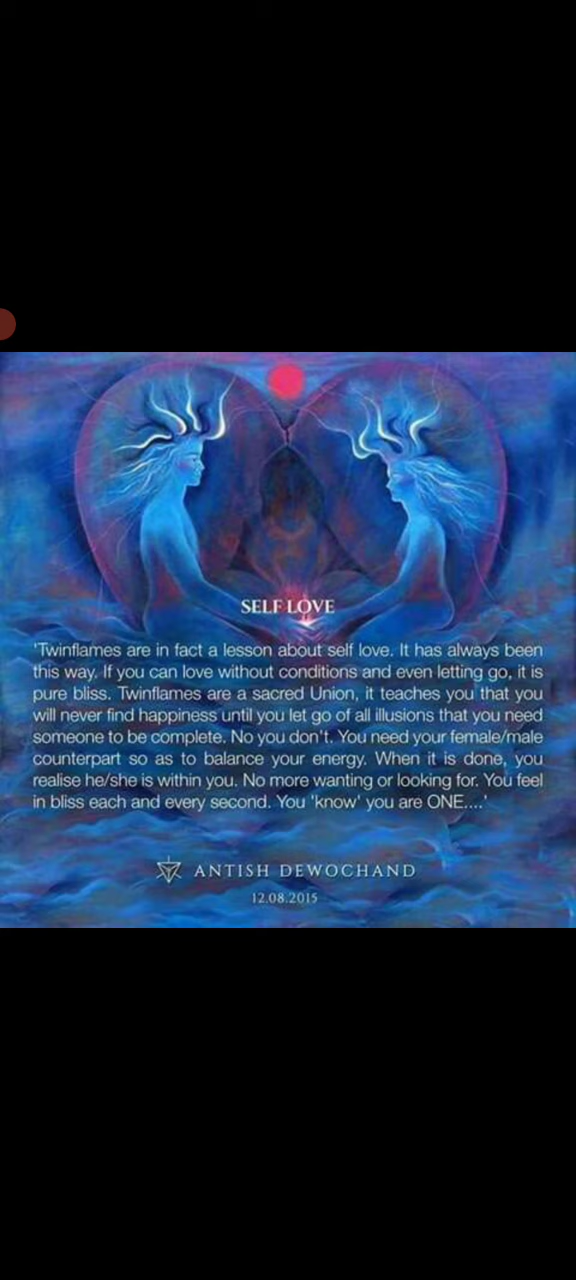 SELF LOVE
'Twinflames are in fact a lesson about self love. It has always been
this way. If you can love without conditions and even letting go, it is
pure bliss. Twinflames are a sacred Union, it teaches you that you
will never find happiness until you let go of all illusions that you need
someone to be complete. No you don't. You need your female/male
counterpart so as to balance your energy. When it is done, you
realise he/she is within you. No more wanting or looking for. You feel
in bliss each and every second. You 'know' you are ONE....'
ANTISH DEWOCHAND
12.08.2015